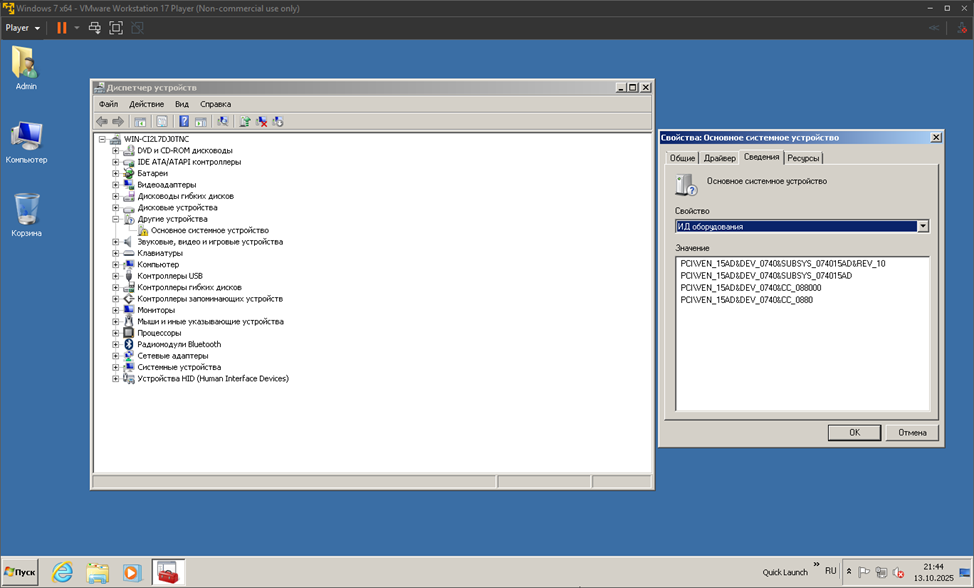 Windows 7 x64 - VMware Workstation 17 Player (Non-commercial use only)
Player
Admin
Компьютер
Корзина
Диспетчер устройств
Файл Действие Вид Справка
WIN-CI2L7DJ0TNC
DVD и CD-ROM дисководы
IDE ATA/ATAPI контроллеры
Батареи
Видеоадаптеры
Дисководы гибких дисков
Дисковые устройства
Другие устройства
Основное системное устройство
Звуковые, видео и игровые устройства
Клавиатуры
Компьютер
Контроллеры USB
Контроллеры гибких дисков
Контроллеры запоминающих устройств
Мониторы
Мыши и иные указывающие устройства
Процессоры
Радиомодули Bluetooth
Сетевые адаптеры
Системные устройства
Устройства HID (Human Interface Devices)
Свойства: Основное системное устройство
Общие Драйвер Сведения Ресурсы
Основное системное устройство
Свойство
ИД оборудования
Значение
PCI\VEN_15AD&DEV_0740&SUBSYS_074015AD&REV_10
PCI\VEN_15AD&DEV_0740&SUBSYS_074015AD
PCI\VEN_15AD&DEV_0740&CC_088000
PCI\VEN_15AD&DEV_0740&CC_0880
OK Отмена
Пуск
Quick Launch
RU
21:44
13.10.2025